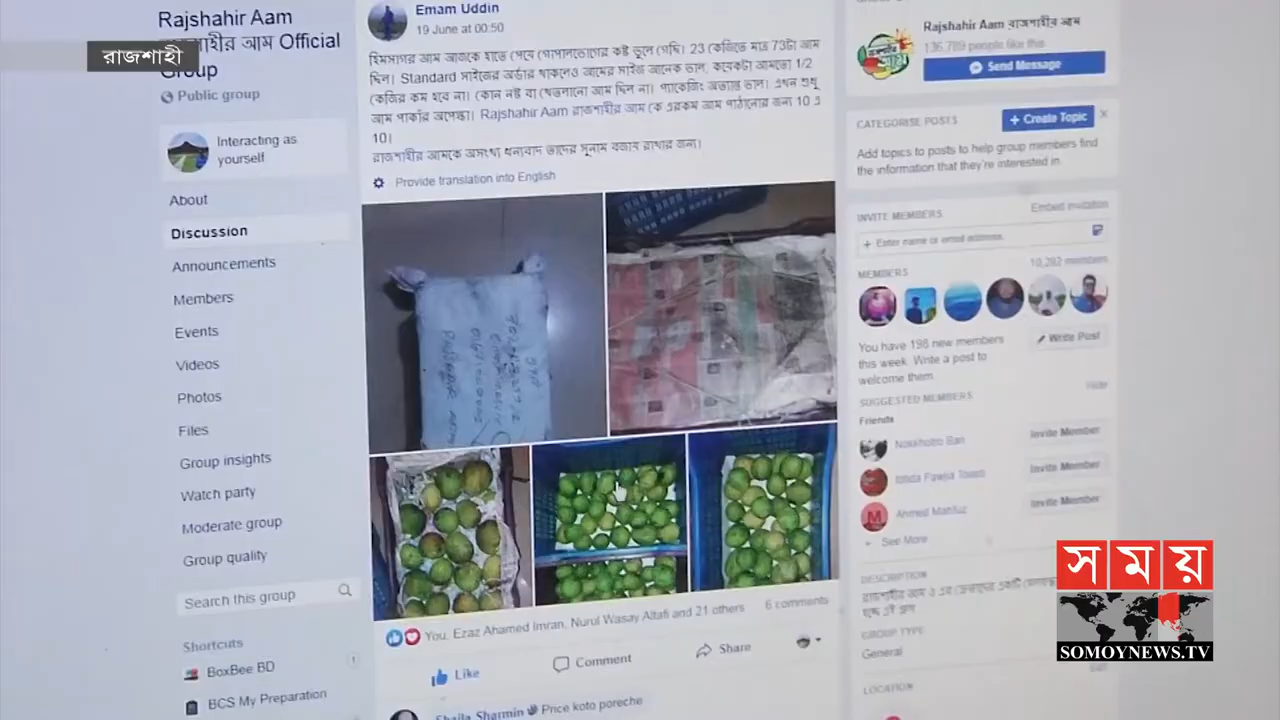 রাজশাহী
Rajshahir Aam
রাজশাহীর আম Official
Group
Public group
Interacting as
yourself
About
Discussion
Announcements
Members
Events
Videos
Photos
Files
Group insights
Watch party
Moderate group
Group quality
Search this group
Shortcuts
BoxBee BD
1
BCS My Preparation
Emam Uddin
19 June at 00:50
হিমসাগর আম আজকে হাতে পেয়ে গোপালভোগের কষ্ট ভুলে গেছি। 23 কেজিতে মাত্র 73টা আম
ছিল। Standard সাইজের অর্ডার থাকলেও আমের সাইজ অনেক ভাল, কয়েকটা আমতো 1/2
কেজির কম হবে না। কোন নষ্ট বা থেতলানো আম ছিল না। প্যাকেজিং অত্যন্ত ভাল। এখন শুধু
আম পাকার অপেক্ষা। Rajshahir Aam রাজশাহীর আম কে এরকম আম পাঠানোর জন্য 10 এ
10।
রাজশাহীর আমকে অসংখ্য ধন্যবাদ তাদের সুনাম বজায় রাখার জন্য।
Provide translation into English
You, Ezaz Ahamed Imran, Nurul Wasay Altafi and 21 others
6 comments
Like
Comment
Share
Shaila Sharmin Price koto poreche
Rajshahir Aam রাজশাহীর আম
136,789 people like this
Send Message
CATEGORISE POSTS
+ Create Topic
Add topics to posts to help group members find
the information that they're interested in.
INVITE MEMBERS
Embed invitation
+ Enter name or email address...
MEMBERS
10,292 members
You have 198 new members
this week. Write a post to
welcome them.
Write Post
SUGGESTED MEMBERS
Hide
Friends
Invite Member
Invite Member
M
Ahmed Mahfuz
Invite Member
See More
DESCRIPTION
GROUP TYPE
General
LOCATION
সময়
SOMOYNEWS.TV